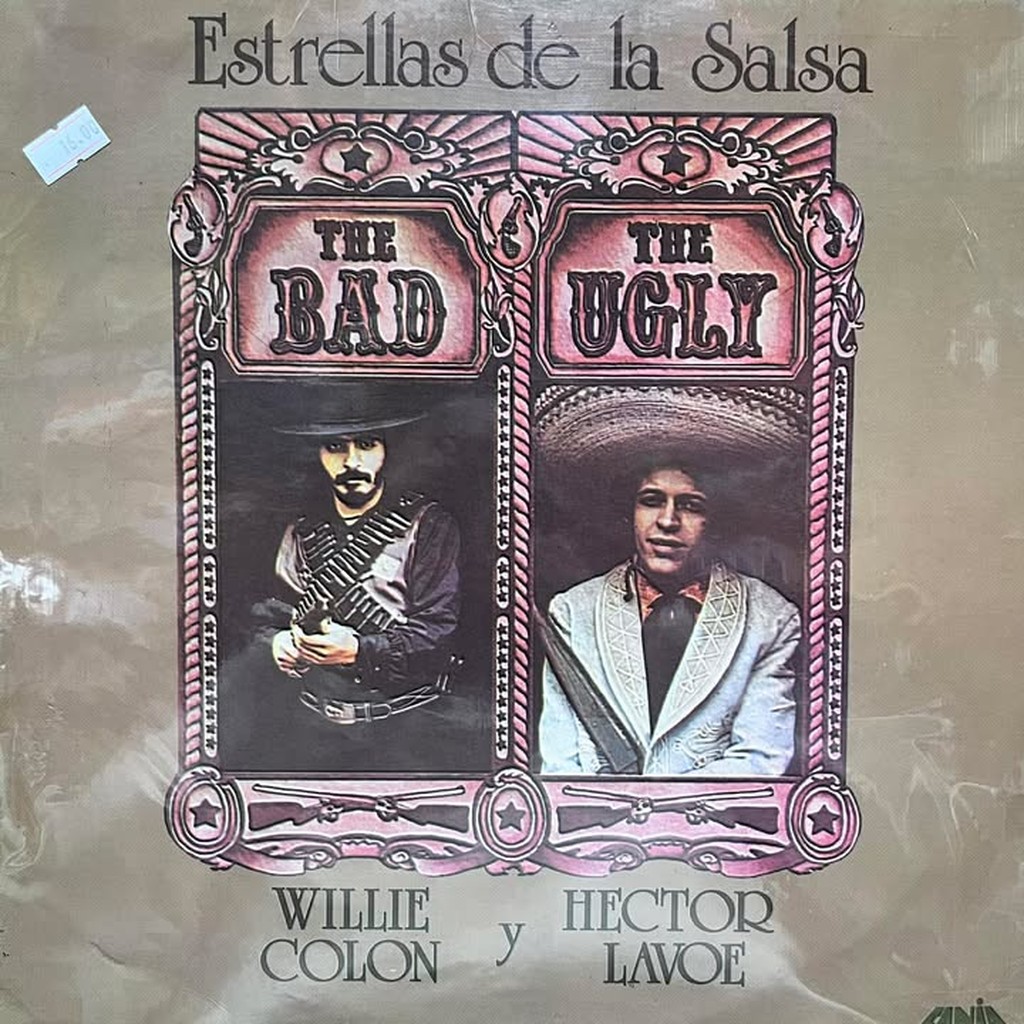 Estrellas de la Salsa
16.00
THE
BAD
THE
UGLY
WILLIE
COLON
y
HECTOR
LAVOE
FANIA